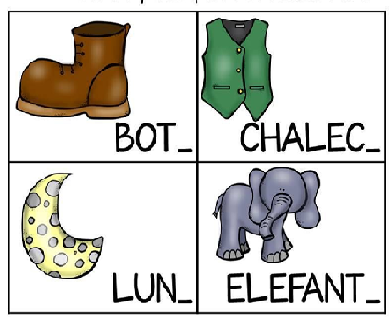 BOT_
CHALEC_
LUN_
ELEFANT_